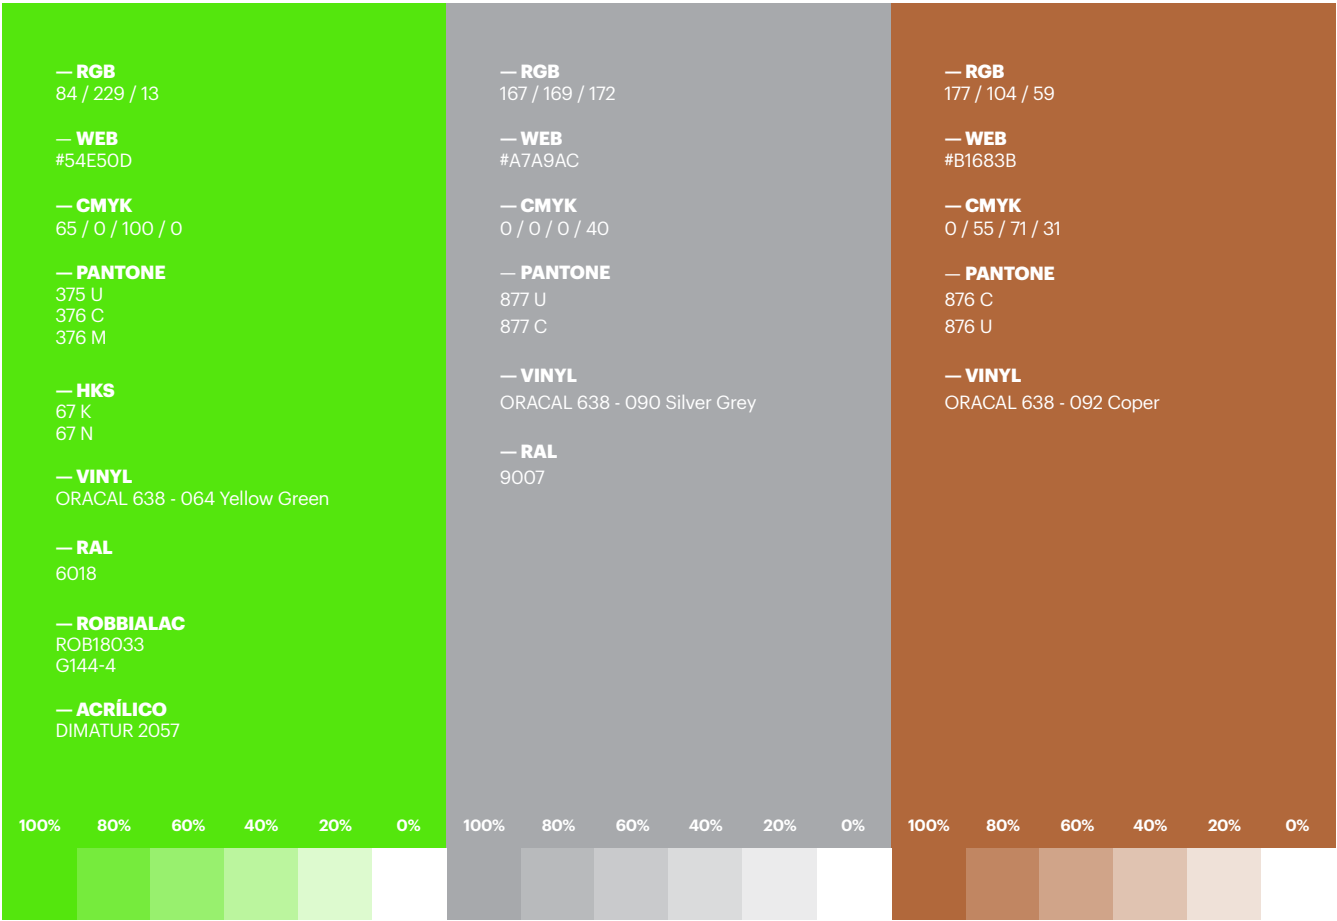 — RGB
84 / 229 / 13
— WEB
#54E50D
— CMYK
65 / 0 / 100 / 0
— PANTONE
375 U
376 C
376 M
— HKS
67 K
67 N
— VINYL
ORACAL 638 - 064 Yellow Green
— RAL
6018
— ROBBIALAC
ROB18033
G144-4
— ACRÍLICO
DIMATUR 2057
100% 80% 60% 40% 20% 0%
— RGB
167 / 169 / 172
— WEB
#A7A9AC
— CMYK
0 / 0 / 0 / 40
— PANTONE
877 U
877 C
— VINYL
ORACAL 638 - 090 Silver Grey
— RAL
9007
100% 80% 60% 40% 20% 0%
— RGB
177 / 104 / 59
— WEB
#B1683B
— CMYK
0 / 55 / 71 / 31
— PANTONE
876 C
876 U
— VINYL
ORACAL 638 - 092 Coper
100% 80% 60% 40% 20% 0%